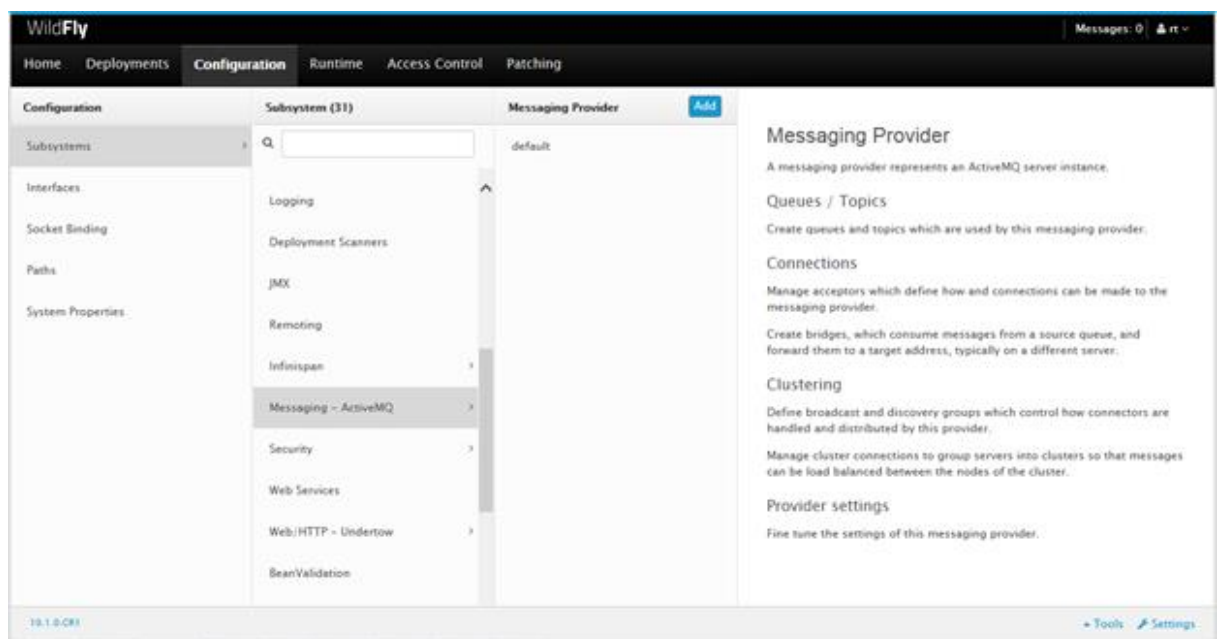 WildFly
Messages: 0 rt
Home Deployments Configuration Runtime Access Control Patching
Configuration
Subsystems
Interfaces
Socket Binding
Paths
System Properties
Subsystem (31)
Logging
Deployment Scanners
JMX
Remoting
Infinispan
Messaging - ActiveMQ
Security
Web Services
Web/HTTP - Undertow
BeanValidation
Messaging Provider Add
default
Messaging Provider
A messaging provider represents an ActiveMQ server instance.
Queues / Topics
Create queues and topics which are used by this messaging provider.
Connections
Manage acceptors which define how and connections can be made to the
messaging provider.
Create bridges, which consume messages from a source queue, and
forward them to a target address, typically on a different server.
Clustering
Define broadcast and discovery groups which control how connectors are
handled and distributed by this provider.
Manage cluster connections to group servers into clusters so that messages
can be load balanced between the nodes of the cluster.
Provider settings
Fine tune the settings of this messaging provider.
10.1.0.CR1
Tools Settings